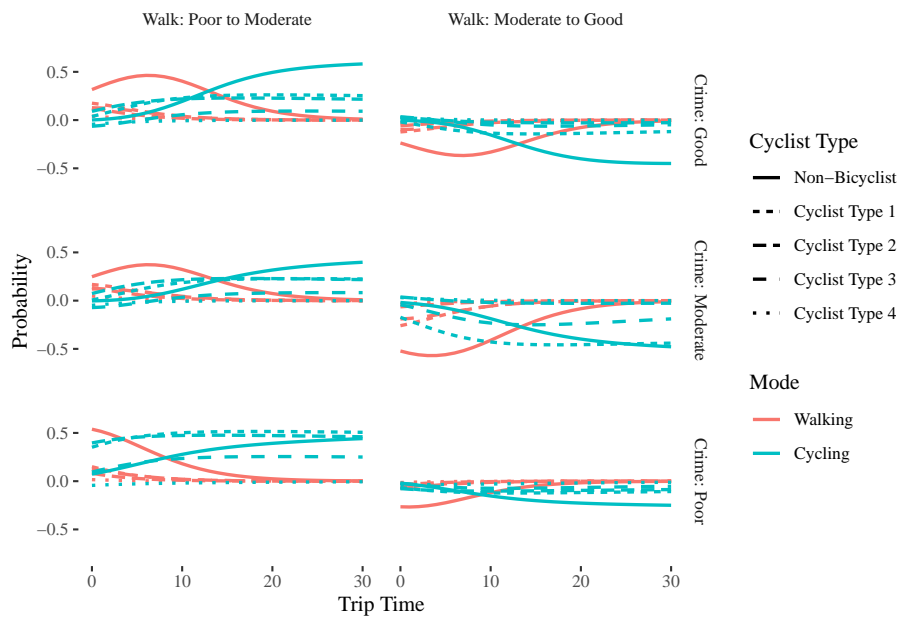 Walk: Poor to Moderate
Walk: Moderate to Good
0.5
0.0
−0.5
Crime: Good
0.5
0.0
−0.5
Crime: Moderate
0.5
0.0
−0.5
Crime: Poor
0 10 20 30
0 10 20 30
Trip Time
Probability
Cyclist Type
Non−Bicyclist
Cyclist Type 1
Cyclist Type 2
Cyclist Type 3
Cyclist Type 4
Mode
Walking
Cycling